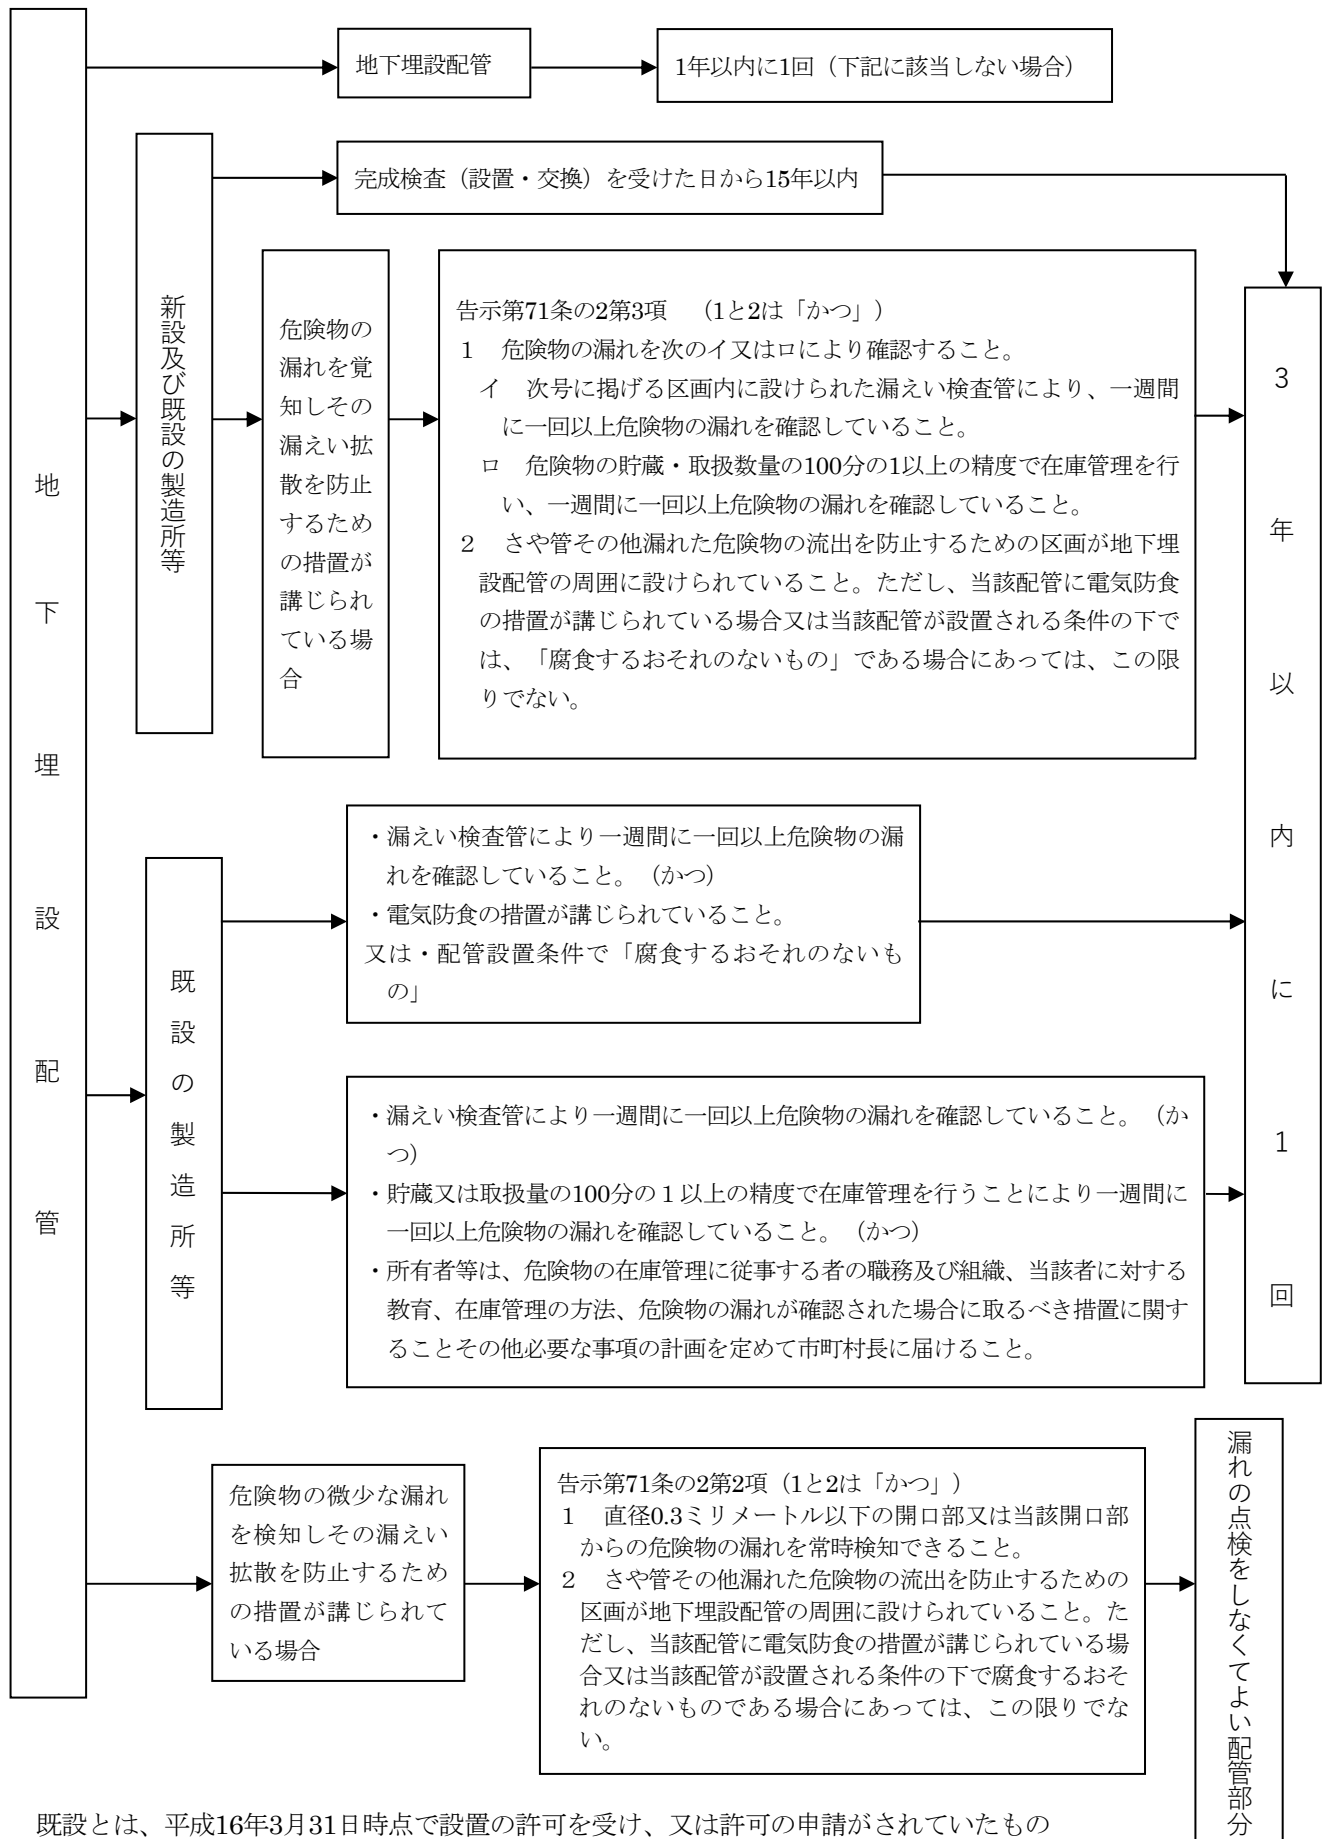 地下埋設配管
地下埋設配管
1年以内に1回（下記に該当しない場合）
新設及び既設の製造所等
完成検査（設置・交換）を受けた日から15年以内
危険物の
漏れを覚
知しその
漏えい拡
散を防止
するため
の措置が
講じられ
ている場
合
告示第71条の2第3項　（1と2は「かつ」）
１　危険物の漏れを次のイ又はロにより確認すること。
イ　次号に掲げる区画内に設けられた漏えい検査管により、一週間
に一回以上危険物の漏れを確認していること。
ロ　危険物の貯蔵・取扱数量の100分の1以上の精度で在庫管理を行
い、一週間に一回以上危険物の漏れを確認していること。
２　さや管その他漏れた危険物の流出を防止するための区画が地下埋
設配管の周囲に設けられていること。ただし、当該配管に電気防食
の措置が講じられている場合又は当該配管が設置される条件の下で
は、「腐食するおそれのないもの」である場合にあっては、この限
りでない。
3年以内に1回
既設の製造所等
・漏えい検査管により一週間に一回以上危険物の漏
れを確認していること。（かつ）
・電気防食の措置が講じられていること。
又は・配管設置条件で「腐食するおそれのないも
の」
・漏えい検査管により一週間に一回以上危険物の漏れを確認していること。（か
つ）
・貯蔵又は取扱量の100分の１以上の精度で在庫管理を行うことにより一週間に
一回以上危険物の漏れを確認していること。（かつ）
・所有者等は、危険物の在庫管理に従事する者の職務及び組織、当該者に対する
教育、在庫管理の方法、危険物の漏れが確認された場合に取るべき措置に関す
ることその他必要な事項の計画を定めて市町村長に届けること。
危険物の微少な漏れ
を検知しその漏えい
拡散を防止するため
の措置が講じられて
いる場合
告示第71条の2第2項（1と2は「かつ」）
１　直径0.3ミリメートル以下の開口部又は当該開口部
からの危険物の漏れを常時検知できること。
２　さや管その他漏れた危険物の流出を防止するための
区画が地下埋設配管の周囲に設けられていること。た
だし、当該配管に電気防食の措置が講じられている場
合又は当該配管が設置される条件の下で腐食するおそ
れのないものである場合にあっては、この限りでな
い。
漏れの点検をしなくてよい配管部分
既設とは、平成16年3月31日時点で設置の許可を受け、又は許可の申請がされていたもの